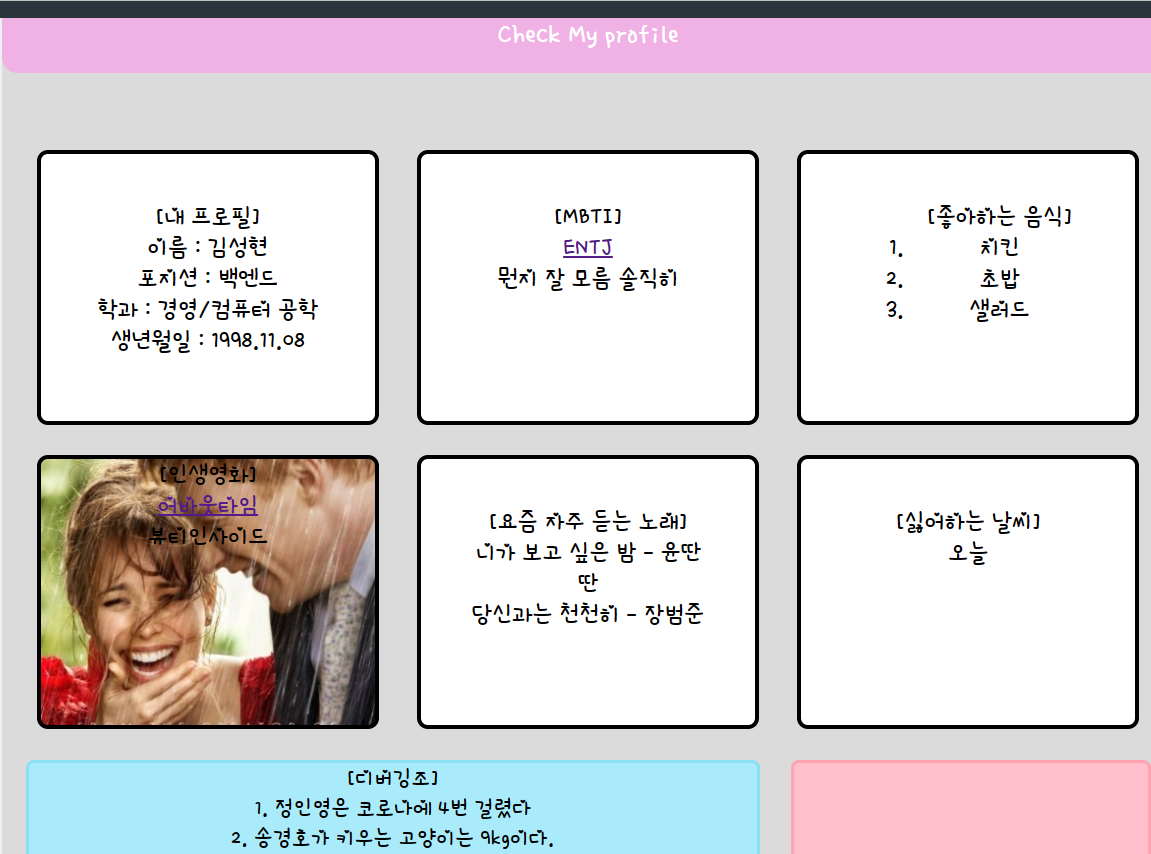 Check My profile
[내 프로필]
이름 : 김성현
포지션 : 백엔드
학과 : 경영/컴퓨터 공학
생년월일 : 1998.11.08
[MBTI]
ENTJ
뭔지 잘 모름 솔직히
[좋아하는 음식]
1. 치킨
2. 초밥
3. 샐러드
[인생영화]
어바웃타임
뷰티인사이드
[요즘 자주 듣는 노래]
니가 보고 싶은 밤 - 윤딴
딴
당신과는 천천히 - 장범준
[싫어하는 날씨]
오늘
[디버깅조]
1. 정인영은 코로나에 4번 걸렸다
2. 송경호가 키우는 고양이는 9kg이다.